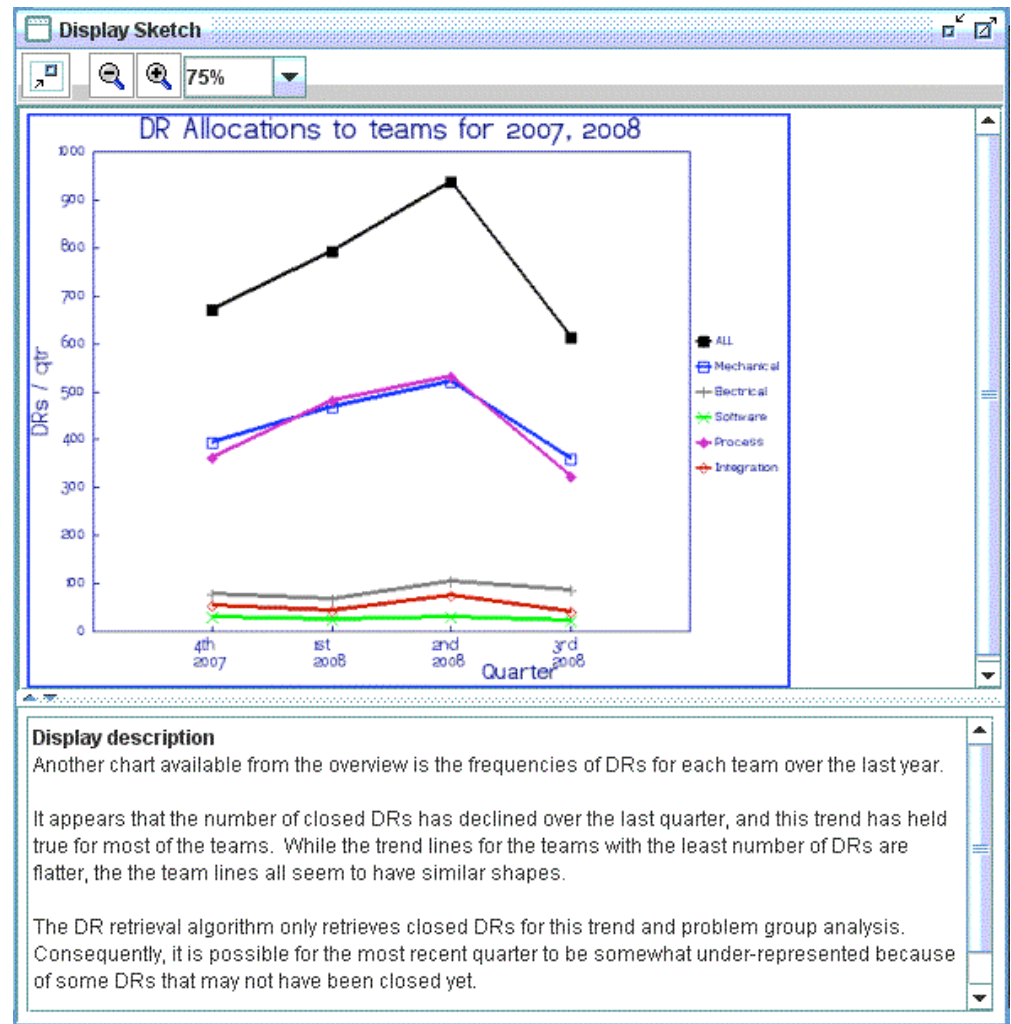 Display Sketch
75%
DR Allocations to teams for 2007, 2008
1000
900
800
700
600
500
400
300
200
100
0
DRs / qtr
4th
2007
1st
2008
2nd
2008
3rd
2008
Quarter
ALL
Mechanical
Electrical
Software
Process
Integration
Display description
Another chart available from the overview is the frequencies of DRs for each team over the last year.
It appears that the number of closed DRs has declined over the last quarter, and this trend has held
true for most of the teams.  While the trend lines for the teams with the least number of DRs are
flatter, the the team lines all seem to have similar shapes.
The DR retrieval algorithm only retrieves closed DRs for this trend and problem group analysis.
Consequently, it is possible for the most recent quarter to be somewhat under-represented because
of some DRs that may not have been closed yet.